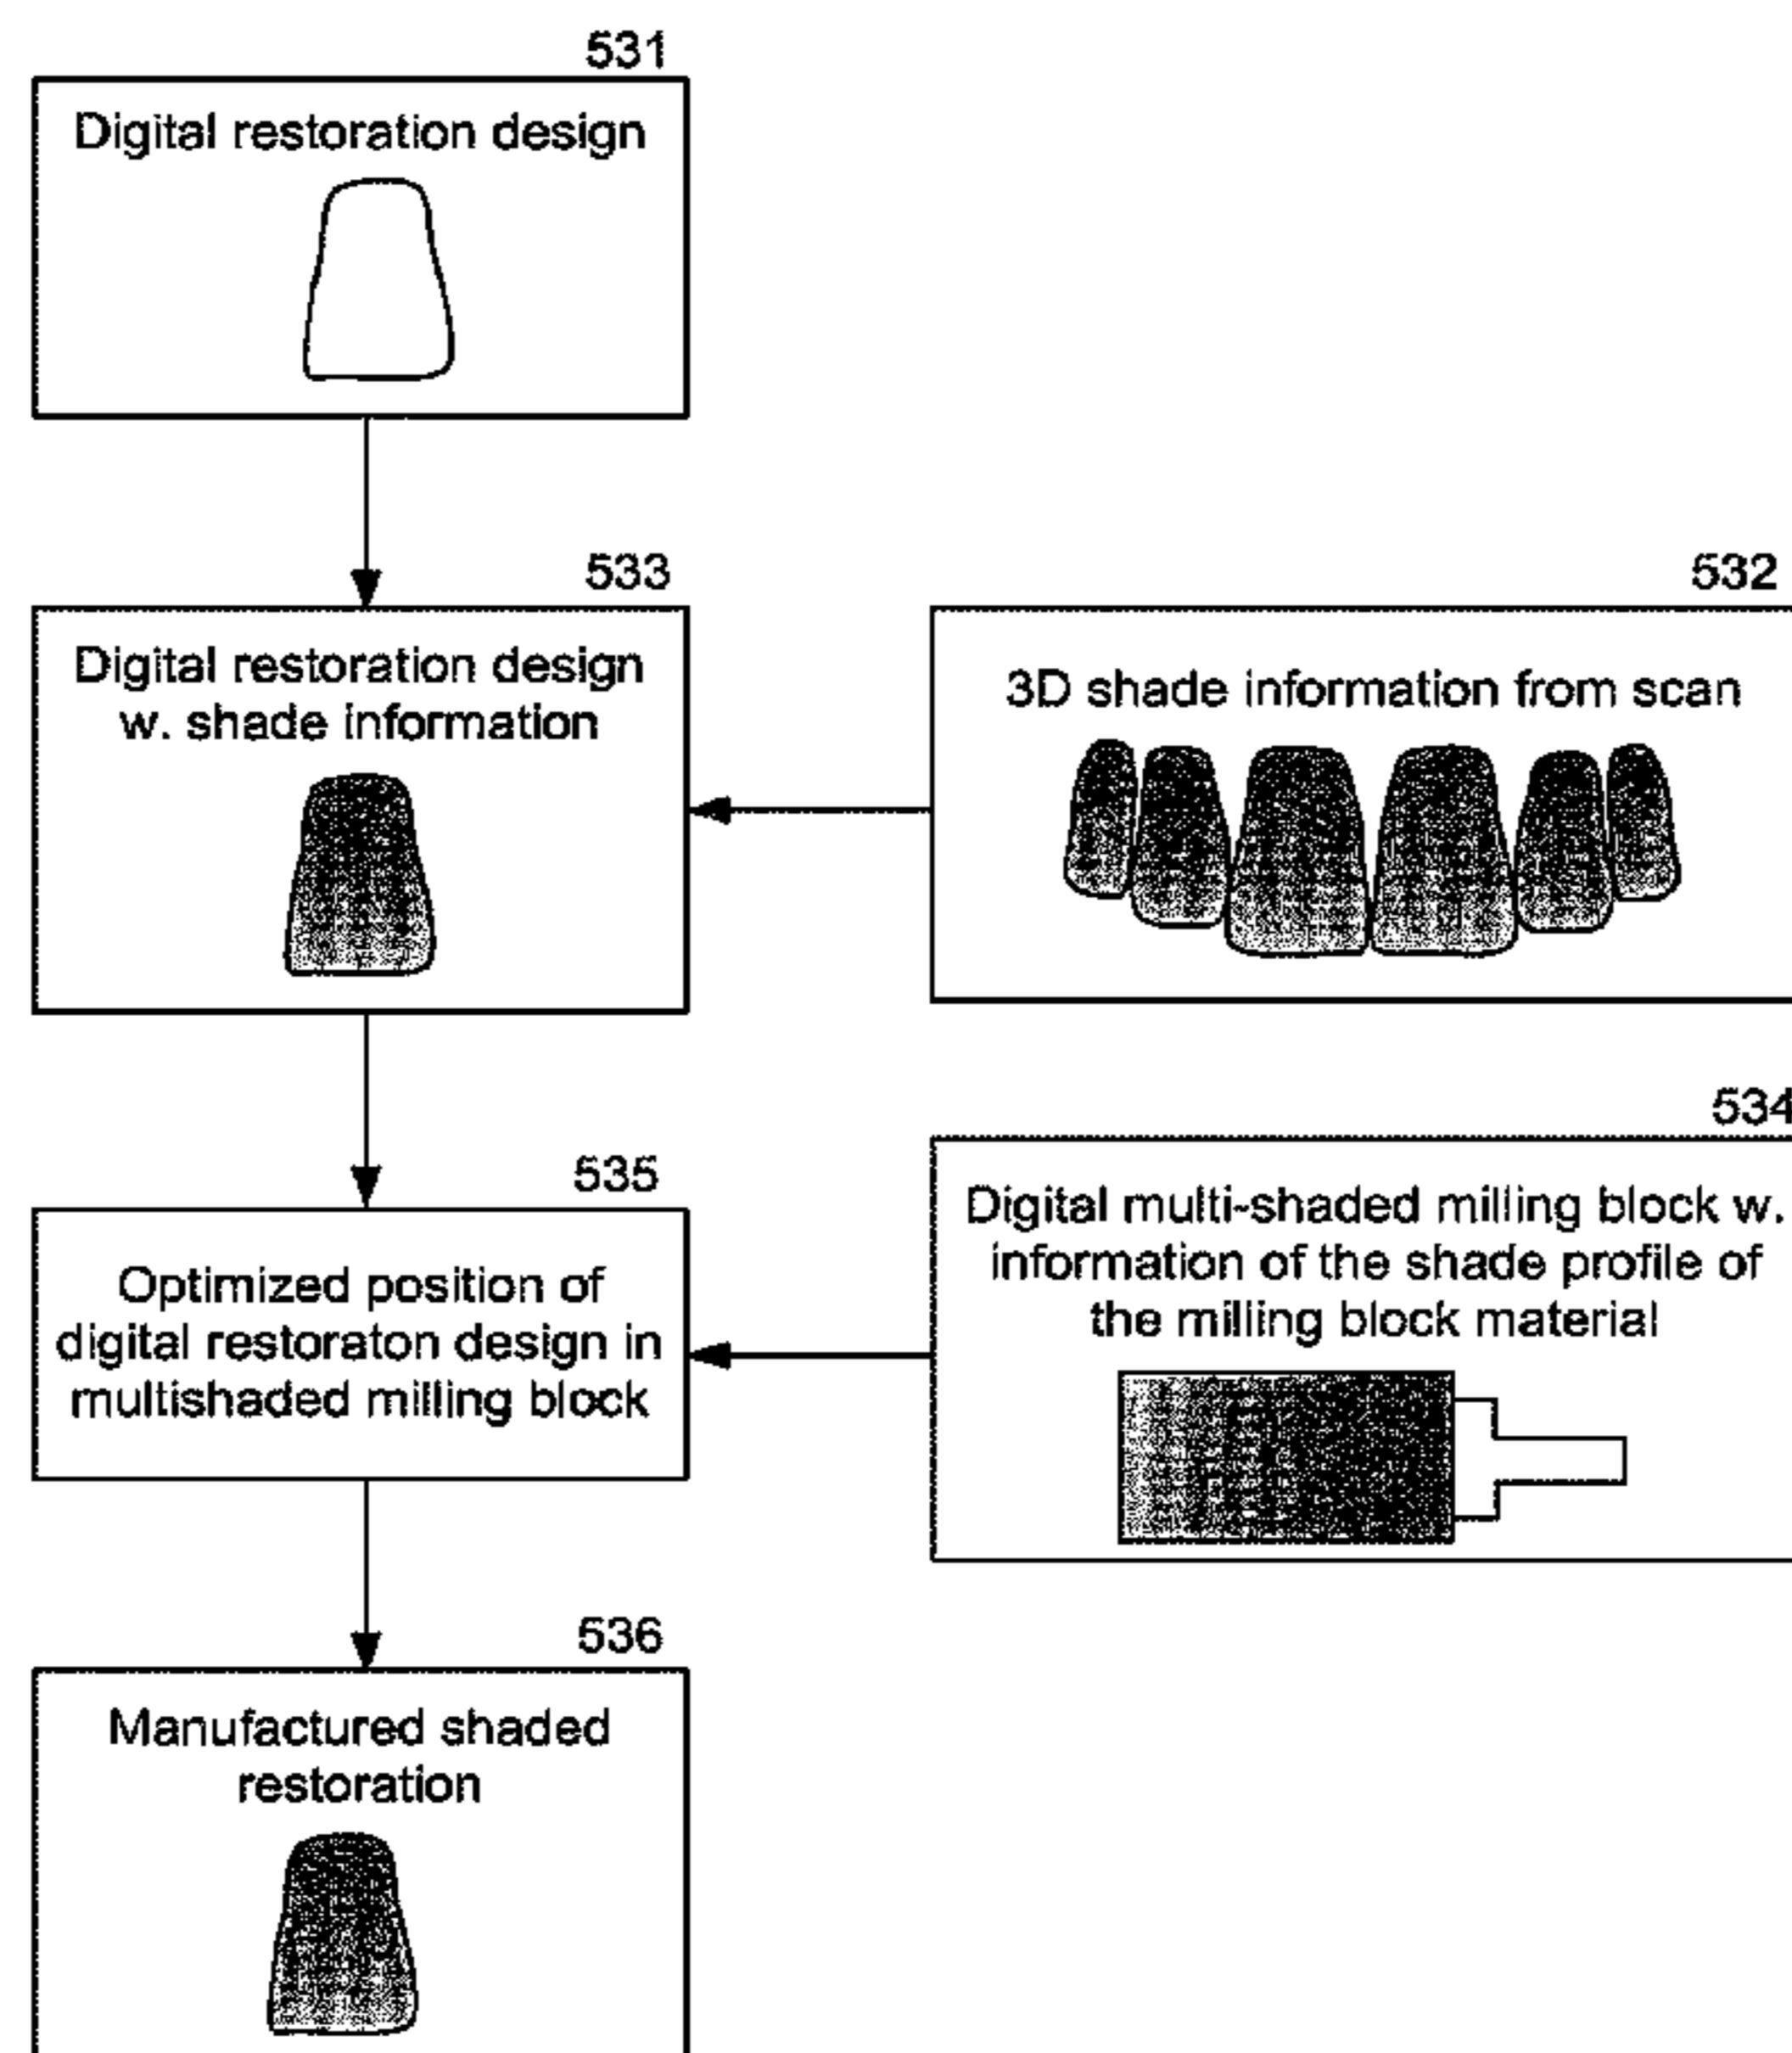 531
Digital restoration design
533
Digital restoration design
w. shade information
532
3D shade information from scan
534
Digital multi-shaded milling block w.
information of the shade profile of
the milling block material
535
Optimized position of
digital restoraton design in
multishaded milling block
536
Manufactured shaded
restoration